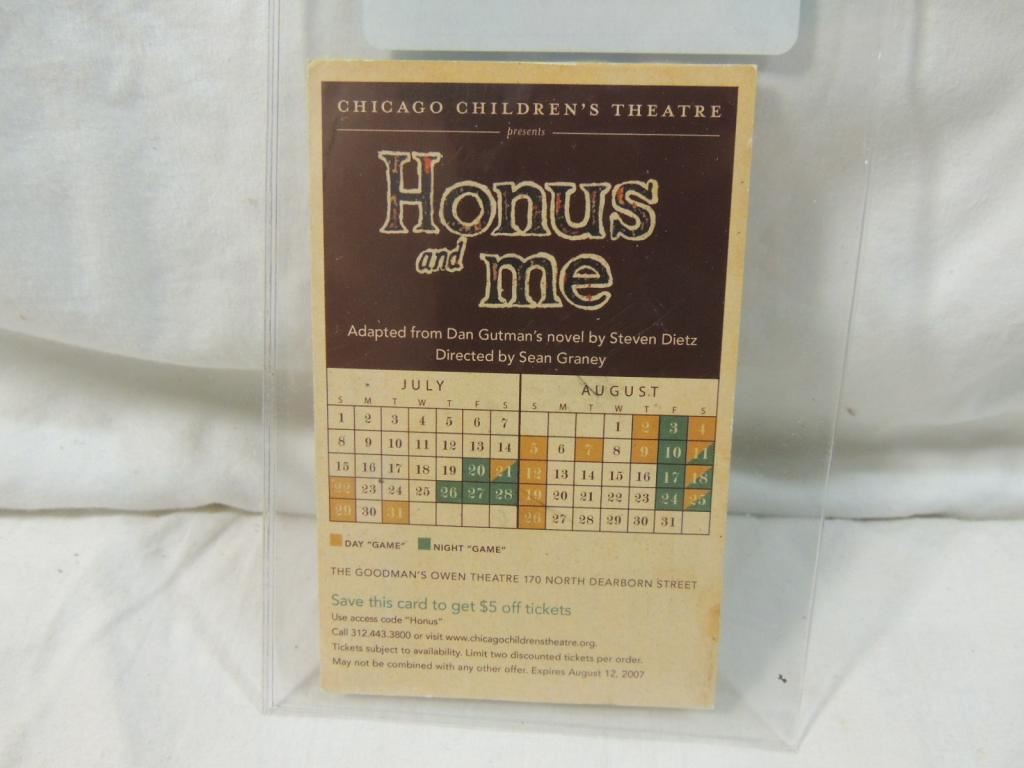 CHICAGO CHILDREN'S THEATRE
presents
Honus
and me
Adapted from Dan Gutman's novel by Steven Dietz
Directed by Sean Graney
JULY
S M T W T F S
1 2 3 4 5 6 7
8 9 10 11 12 13 14
15 16 17 18 19 20 21
22 23 24 25 26 27 28
29 30 31
AUGUST
S M T W T F S
1 2 3 4
5 6 7 8 9 10 11
12 13 14 15 16 17 18
19 20 21 22 23 24 25
26 27 28 29 30 31
DAY "GAME" NIGHT "GAME"
THE GOODMAN'S OWEN THEATRE 170 NORTH DEARBORN STREET
Save this card to get $5 off tickets
Use access code "Honus"
Call 312.443.3800 or visit www.chicagochildrenstheatre.org.
Tickets subject to availability. Limit two discounted tickets per order.
May not be combined with any other offer. Expires August 12, 2007